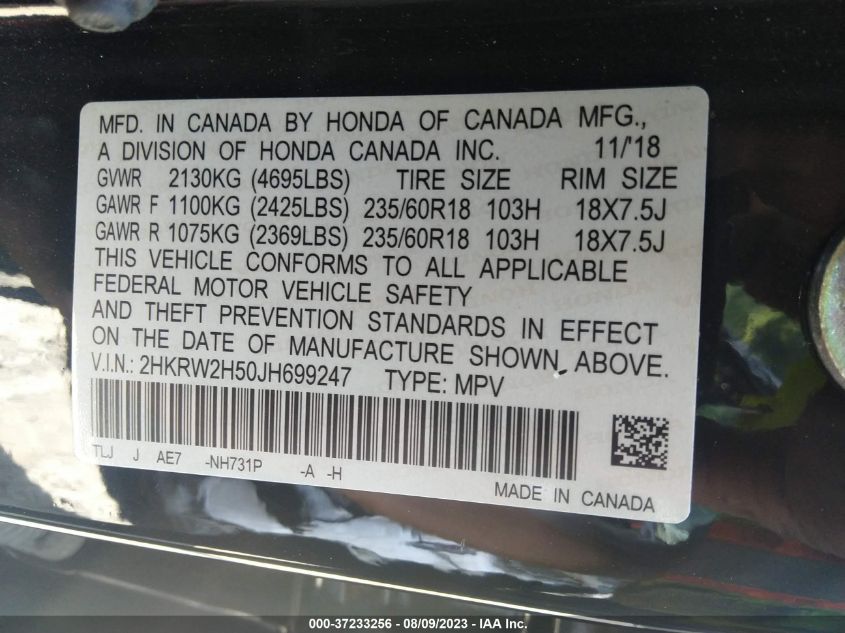 MFD. IN CANADA BY HONDA OF CANADA MFG.,
A DIVISION OF HONDA CANADA INC. 11/'18
GVWR 2130KG (4695LBS) TIRE SIZE RIM SIZE
GAWR F 1100KG (2425LBS) 235/60R18 103H 18X7.5J
GAWR R 1075KG (2369LBS) 235/60R18 103H 18X7.5J
THIS VEHICLE CONFORMS TO ALL APPLICABLE
FEDERAL MOTOR VEHICLE SAFETY
AND THEFT PREVENTION STANDARDS IN EFFECT
ON THE DATE OF MANUFACTURE SHOWN ABOVE.
V.I.N.: 2HKRW2H50JH699247 TYPE: MPV
TLJ J AE7 -NH731P -A -H
MADE IN CANADA
000-37233256 - 08/09/2023 - IAA Inc.